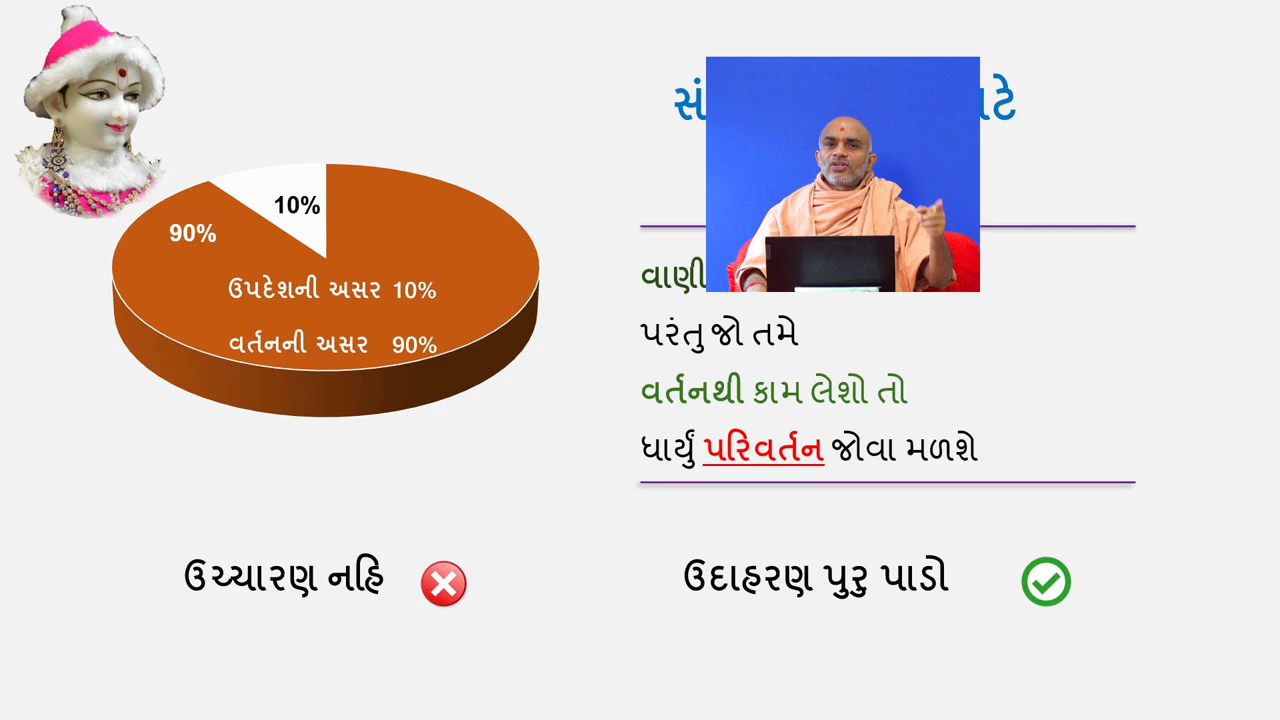 10%
90%
ઉપદેશની અસર 10%
વર્તનની અસર 90%
વાણી
પરંતુ જો તમે
વર્તનથી કામ લેશો તો
ધાર્યું પરિવર્તન જોવા મળશે
ઉચ્ચારણ નહિ
ઉદાહરણ પુરુ પાડો